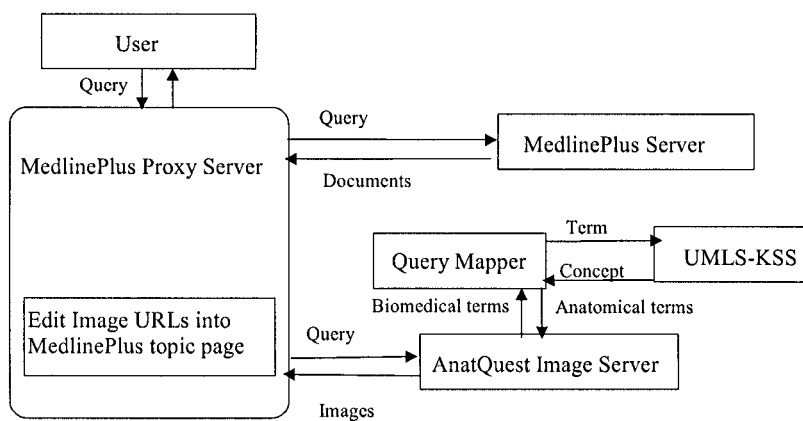 User
Query
MedlinePlus Proxy Server
Query
MedlinePlus Server
Documents
Term
Query Mapper
UMLS-KSS
Concept
Biomedical terms
Anatomical terms
Edit Image URLs into
MedlinePlus topic page
Query
AnatQuest Image Server
Images